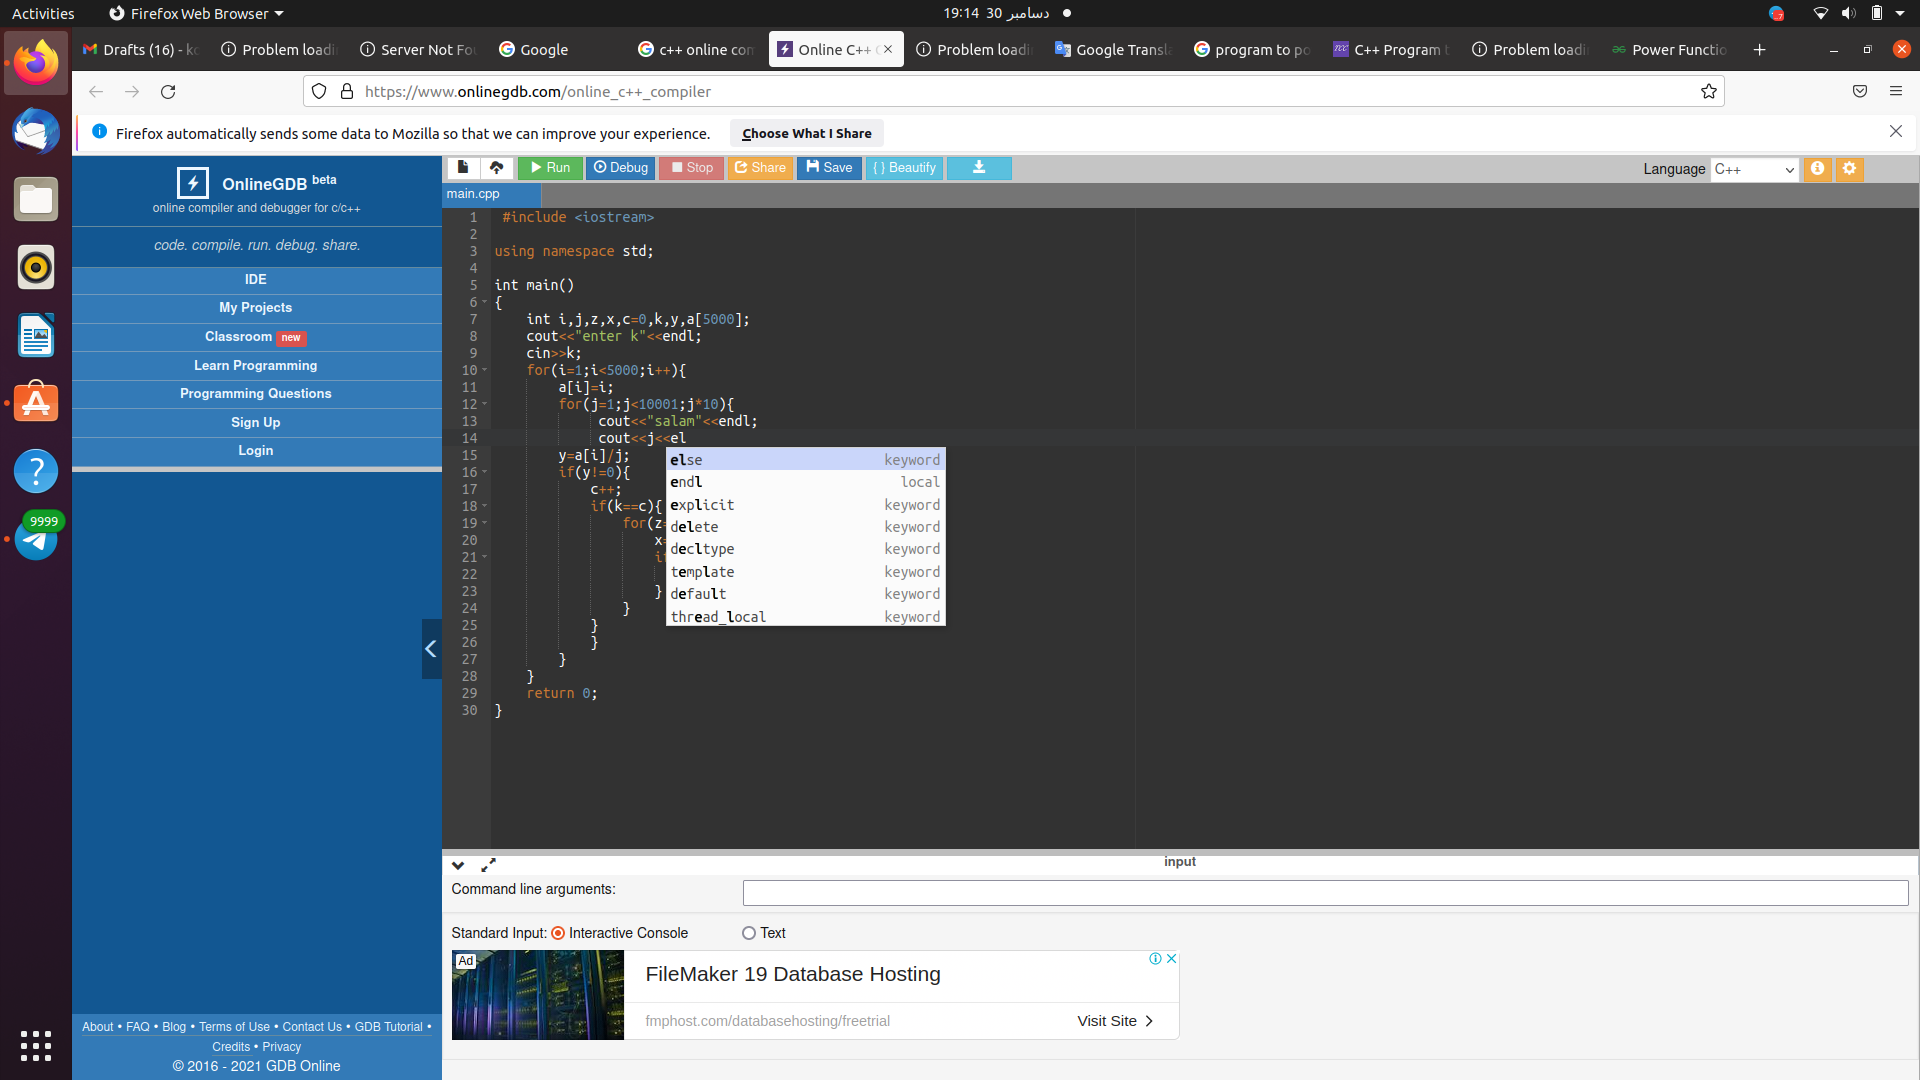 Activities
Firefox Web Browser
19:14 30 دسامبر
Drafts (16) - k
Problem loadi
Server Not Fo
Google
c++ online com
Online C++
Problem loadi
Google Transla
program to po
C++ Program t
Problem loadi
Power Functio
https://www.onlinegdb.com/online_c++_compiler
Firefox automatically sends some data to Mozilla so that we can improve your experience.
Choose What I Share
OnlineGDB beta
online compiler and debugger for c/c++
code. compile. run. debug. share.
IDE
My Projects
Classroom new
Learn Programming
Programming Questions
Sign Up
Login
9999
About • FAQ • Blog • Terms of Use • Contact Us • GDB Tutorial •
Credits • Privacy
© 2016 - 2021 GDB Online
Run
Debug
Stop
Share
Save
{ } Beautify
Language C++
main.cpp
1 #include <iostream>
2
3 using namespace std;
4
5 int main()
6 {
7 int i,j,z,x,c=0,k,y,a[5000];
8 cout<<"enter k"<<endl;
9 cin>>k;
10 for(i=1;i<5000;i++){
11 a[i]=i;
12 for(j=1;j<10001;j*10){
13 cout<<"salam"<<endl;
14 cout<<j<<el
15 y=a[i]/j;
16 if(y!=0){
17 c++;
18 if(k==c){
19 for(z=
20 x=
21 i
22
23 }
24 }
25 }
26 }
27 }
28 }
29 return 0;
30 }
else keyword
endl local
explicit keyword
delete keyword
decltype keyword
template keyword
default keyword
thread_local keyword
input
Command line arguments:
Standard Input: Interactive Console Text
Ad
FileMaker 19 Database Hosting
fmphost.com/databasehosting/freetrial
Visit Site